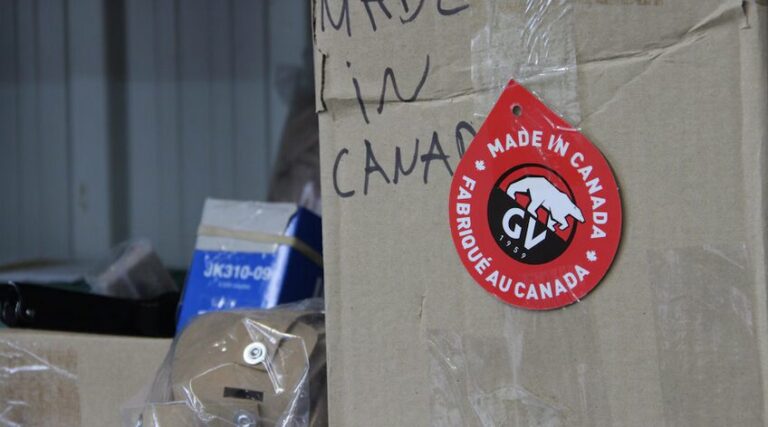 MADE
IN
CANAD
MADE IN CANADA
GV
1959
FABRIQUÉ AU CANADA
JK310-09